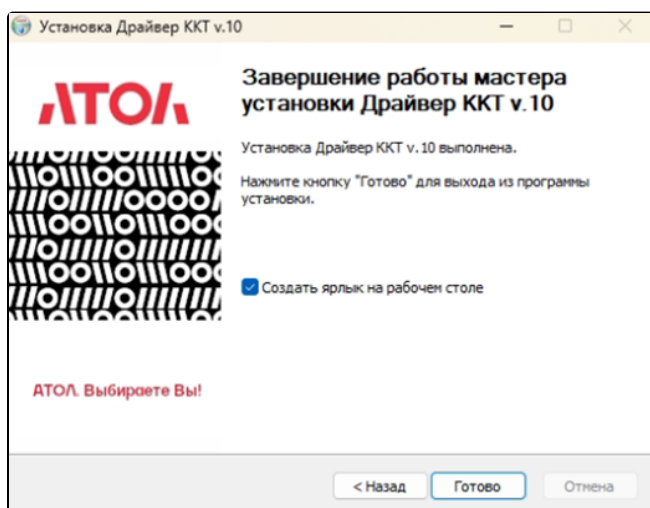 Установка Драйвер ККТ v.10
АТОЛ
Завершение работы мастера
установки Драйвер ККТ v.10
Установка Драйвер ККТ v.10 выполнена.
Нажмите кнопку "Готово" для выхода из программы
установки.
Создать ярлык на рабочем столе
АТОЛ. Выбираете Вы!
< Назад
Готово
Отмена